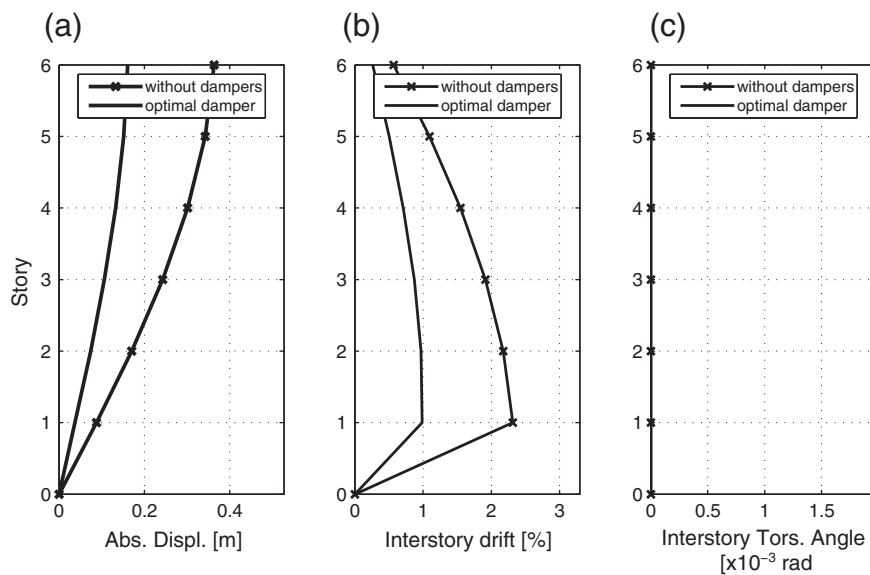 (a)
(b)
(c)
6
without dampers
optimal damper
5
4
3
2
1
0
Story
0
0.2
0.4
Abs. Displ. [m]
6
without dampers
optimal damper
5
4
3
2
1
0
0
1
2
3
Interstory drift [%]
6
without dampers
optimal damper
5
4
3
2
1
0
0
0.5
1
1.5
Interstory Tors. Angle
[x10⁻³ rad